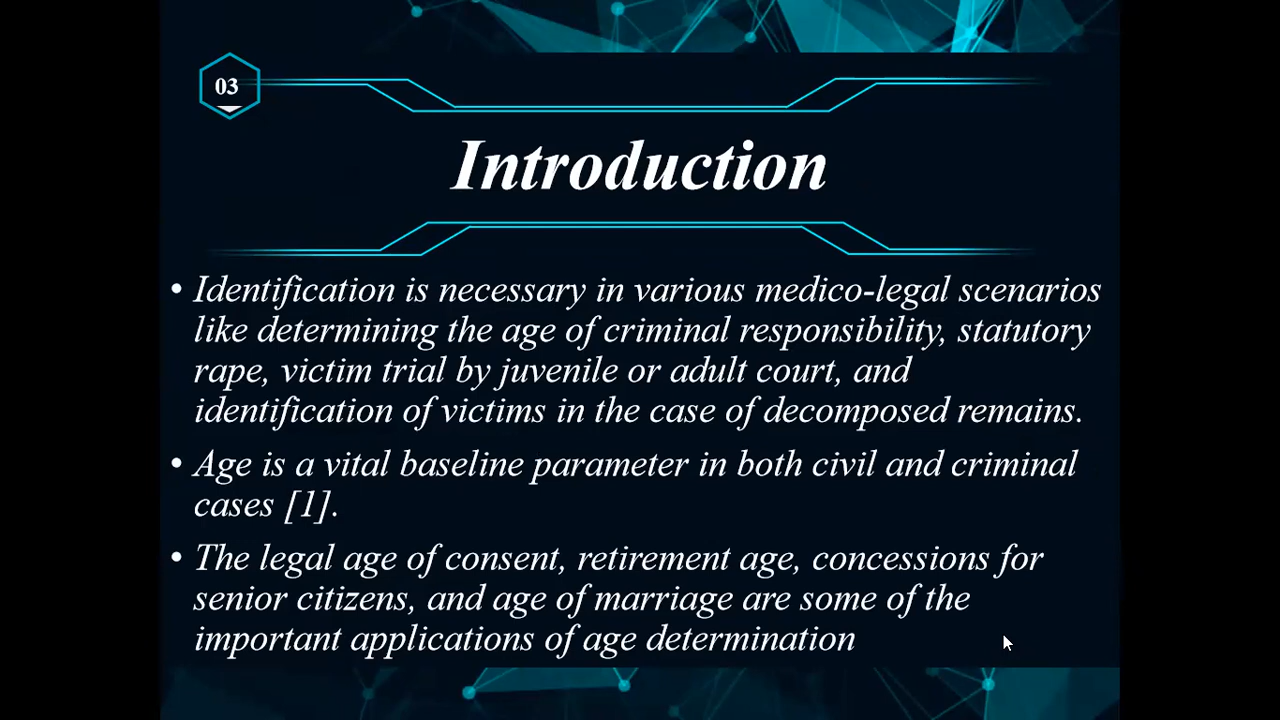 03
Introduction
• Identification is necessary in various medico-legal scenarios
like determining the age of criminal responsibility, statutory
rape, victim trial by juvenile or adult court, and
identification of victims in the case of decomposed remains.
• Age is a vital baseline parameter in both civil and criminal
cases [1].
• The legal age of consent, retirement age, concessions for
senior citizens, and age of marriage are some of the
important applications of age determination